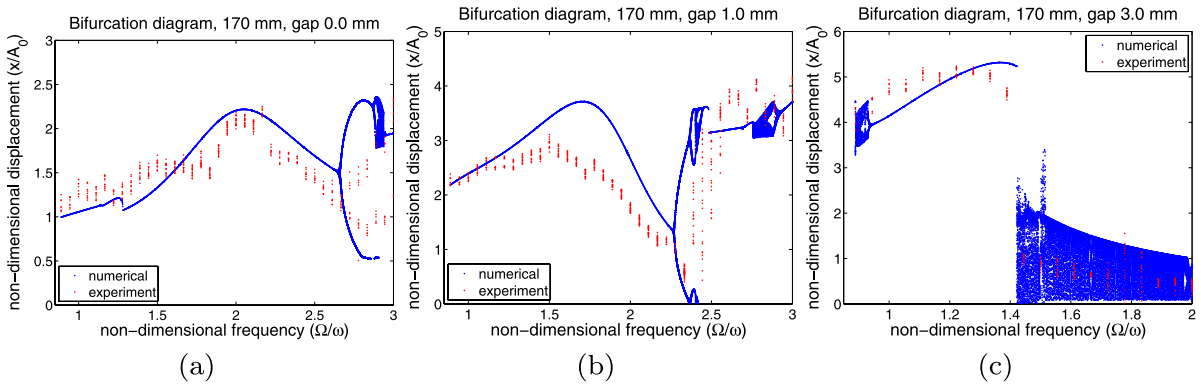 Bifurcation diagram, 170 mm, gap 0.0 mm
non−dimensional displacement (x/A0)
3
2.5
2
1.5
1
0.5
0
numerical
experiment
1
1.5
2
2.5
3
non−dimensional frequency (Ω/ω)
(a)
Bifurcation diagram, 170 mm, gap 1.0 mm
non−dimensional displacement (x/A0)
5
4
3
2
1
0
numerical
experiment
1
1.5
2
2.5
3
non−dimensional frequency (Ω/ω)
(b)
Bifurcation diagram, 170 mm, gap 3.0 mm
non−dimensional displacement (x/A0)
6
5
4
3
2
1
0
numerical
experiment
1
1.2
1.4
1.6
1.8
2
non−dimensional frequency (Ω/ω)
(c)